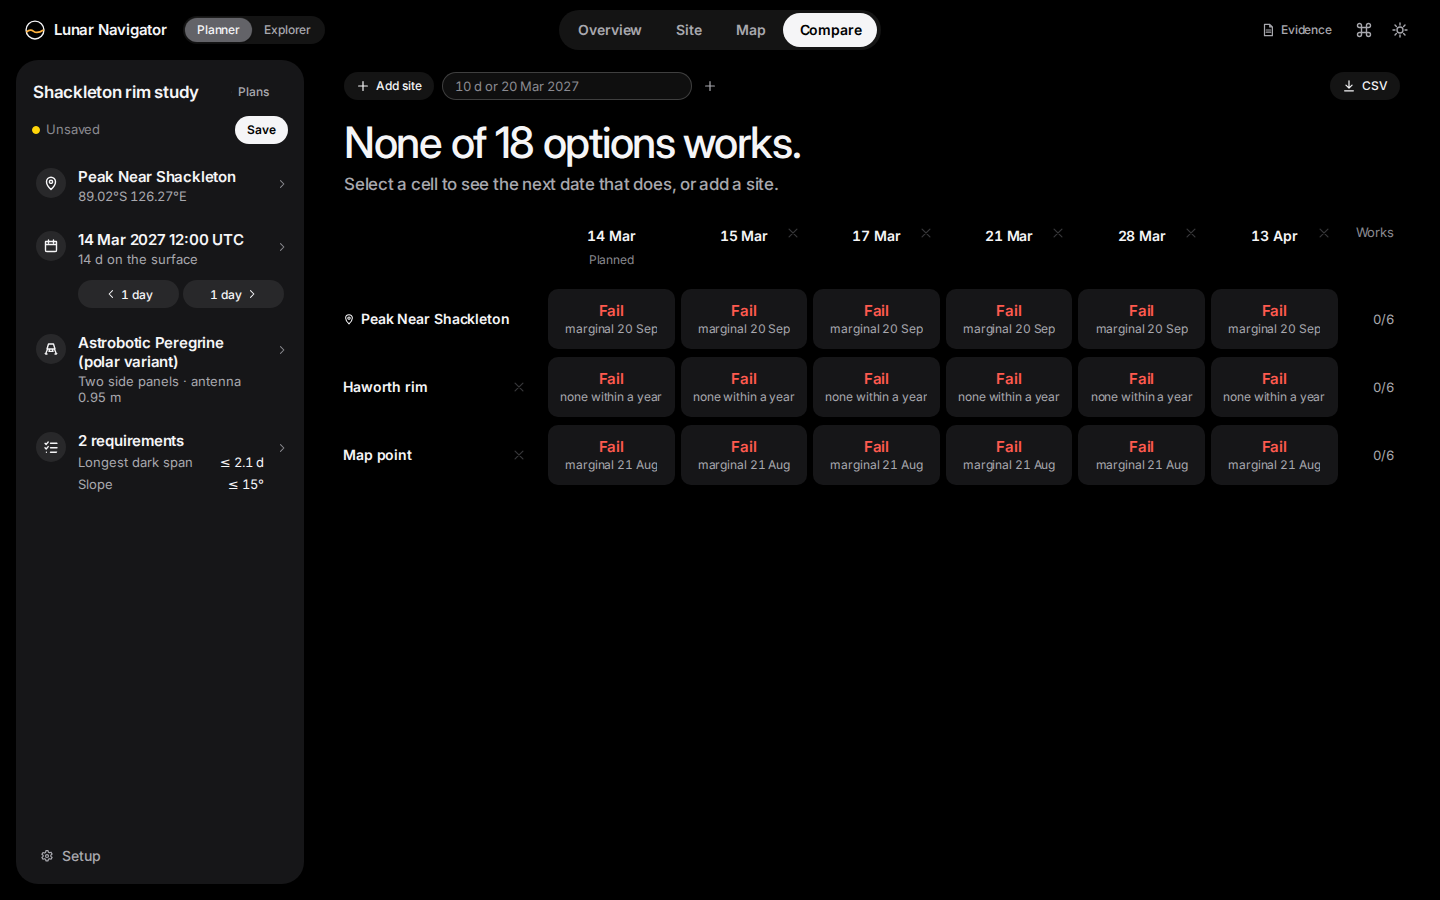 Lunar Navigator
Planner
Explorer
Overview
Site
Map
Compare
Evidence
Shackleton rim study
Plans
Unsaved
Save
Peak Near Shackleton
89.02°S 126.27°E
14 Mar 2027 12:00 UTC
14 d on the surface
1 day
1 day
Astrobotic Peregrine
(polar variant)
Two side panels · antenna
0.95 m
2 requirements
Longest dark span ≤ 2.1 d
Slope ≤ 15°
Setup
Add site
10 d or 20 Mar 2027
CSV
None of 18 options works.
Select a cell to see the next date that does, or add a site.
14 Mar 15 Mar 17 Mar 21 Mar 28 Mar 13 Apr Works
Planned
Peak Near Shackleton
Fail Fail Fail Fail Fail Fail
marginal 20 Sep marginal 20 Sep marginal 20 Sep marginal 20 Sep marginal 20 Sep marginal 20 Sep
0/6
Haworth rim
Fail Fail Fail Fail Fail Fail
none within a year none within a year none within a year none within a year none within a year none within a year
0/6
Map point
Fail Fail Fail Fail Fail Fail
marginal 21 Aug marginal 21 Aug marginal 21 Aug marginal 21 Aug marginal 21 Aug marginal 21 Aug
0/6